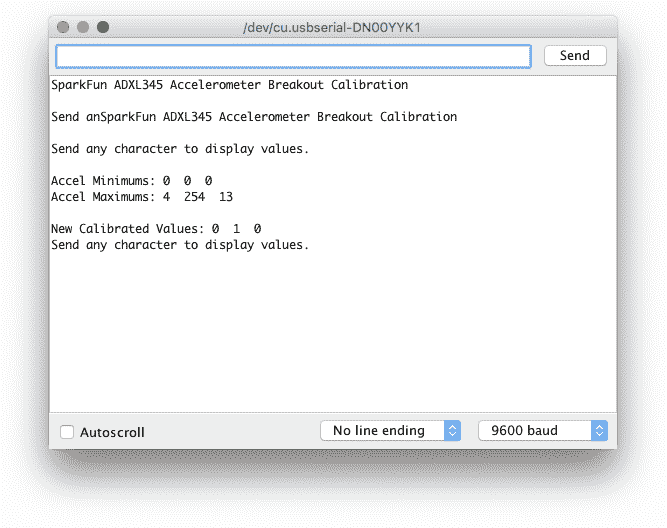 /dev/cu.usbserial-DN00YYK1
Send
SparkFun ADXL345 Accelerometer Breakout Calibration
Send anSparkFun ADXL345 Accelerometer Breakout Calibration
Send any character to display values.
Accel Minimums: 0  0  0
Accel Maximums: 4  254  13
New Calibrated Values: 0  1  0
Send any character to display values.
Autoscroll
No line ending
9600 baud